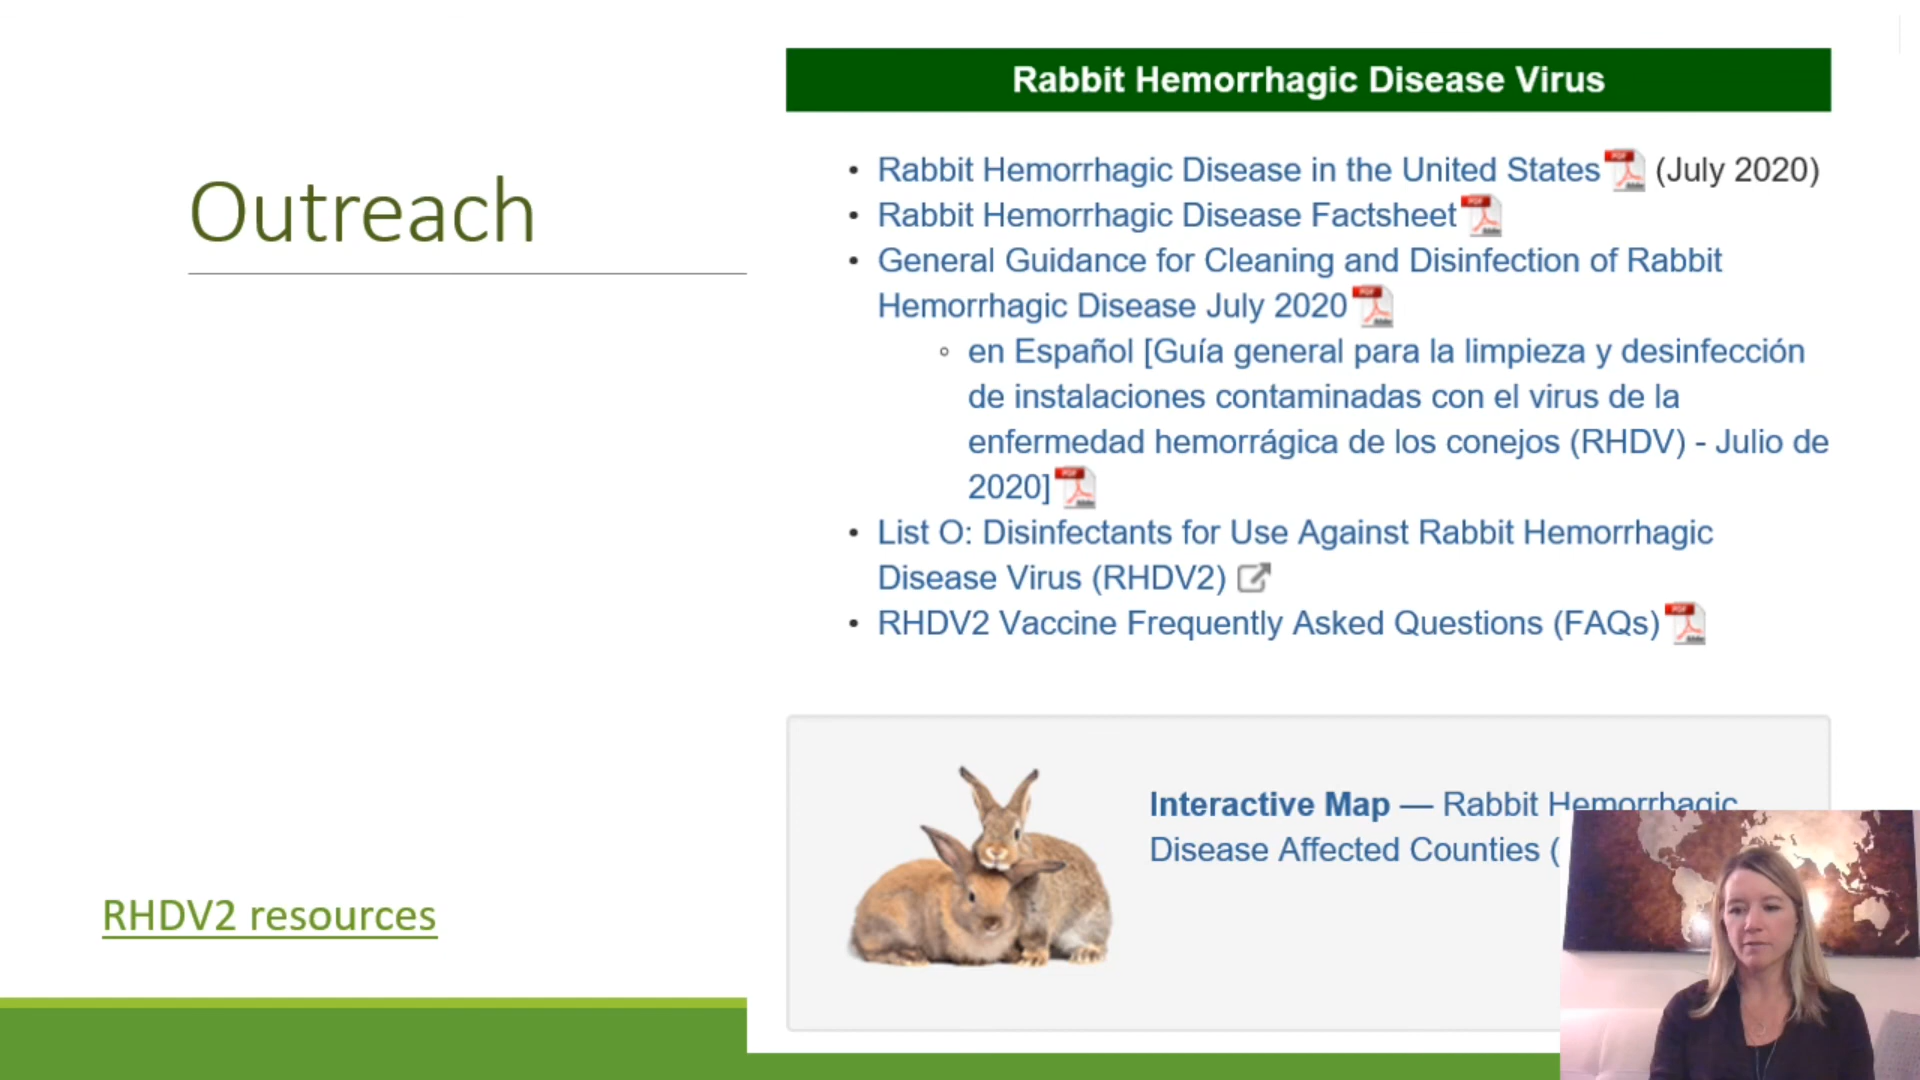 Rabbit Hemorrhagic Disease Virus
Outreach
• Rabbit Hemorrhagic Disease in the United States (July 2020)
• Rabbit Hemorrhagic Disease Factsheet
• General Guidance for Cleaning and Disinfection of Rabbit
Hemorrhagic Disease July 2020
◦ en Español [Guía general para la limpieza y desinfección
de instalaciones contaminadas con el virus de la
enfermedad hemorrágica de los conejos (RHDV) - Julio de
2020]
• List O: Disinfectants for Use Against Rabbit Hemorrhagic
Disease Virus (RHDV2)
• RHDV2 Vaccine Frequently Asked Questions (FAQs)
Interactive Map — Rabbit Hemorrhagic
Disease Affected Counties (
RHDV2 resources